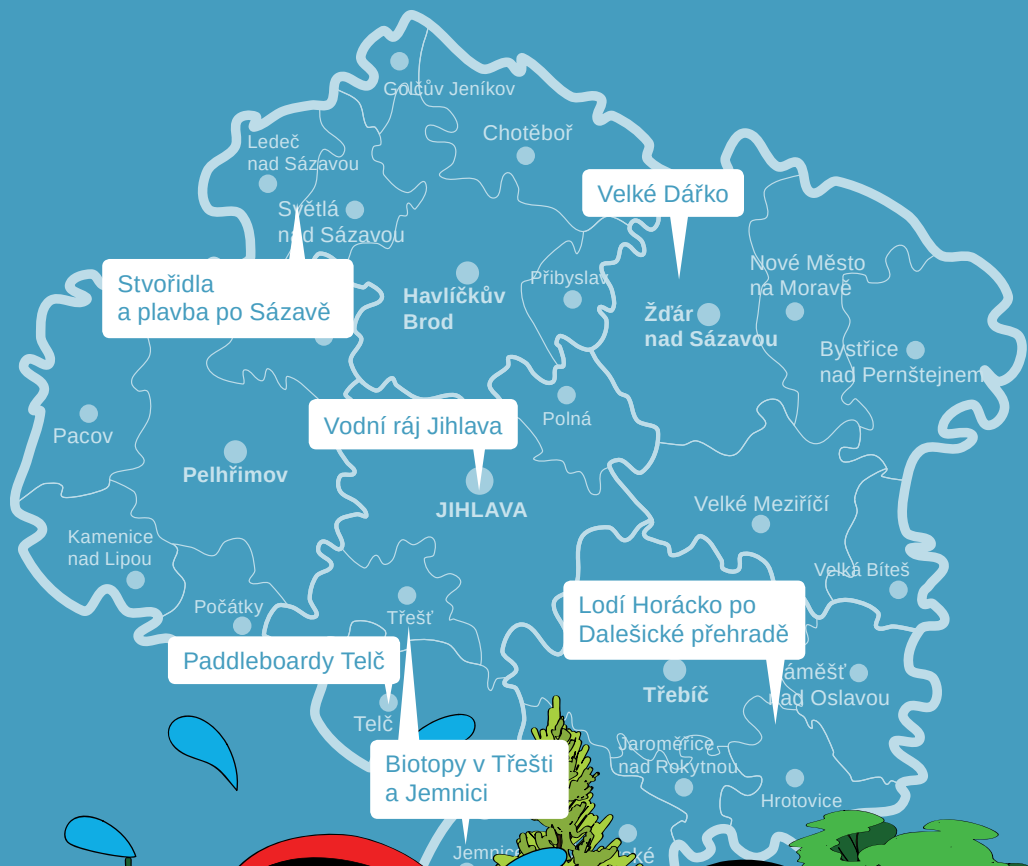 Golčův Jeníkov
Chotěboř
Ledeč
nad Sázavou
Velké Dářko
Světlá
nad Sázavou
Stvořidla
a plavba po Sázavě
Havlíčkův
Brod
Přibyslav
Nové Město
na Moravě
Žďár
nad Sázavou
Bystřice
nad Pernštejnem
Pacov
Vodní ráj Jihlava
Polná
Pelhřimov
JIHLAVA
Velké Meziříčí
Kamenice
nad Lipou
Velká Bíteš
Počátky
Třešť
Lodí Horácko po
Dalešické přehradě
Paddleboardy Telč
Třebíč
áměšť
nad Oslavou
Telč
Biotopy v Třešti
a Jemnici
Jaroměřice
nad Rokytnou
Hrotovice
Jemnice